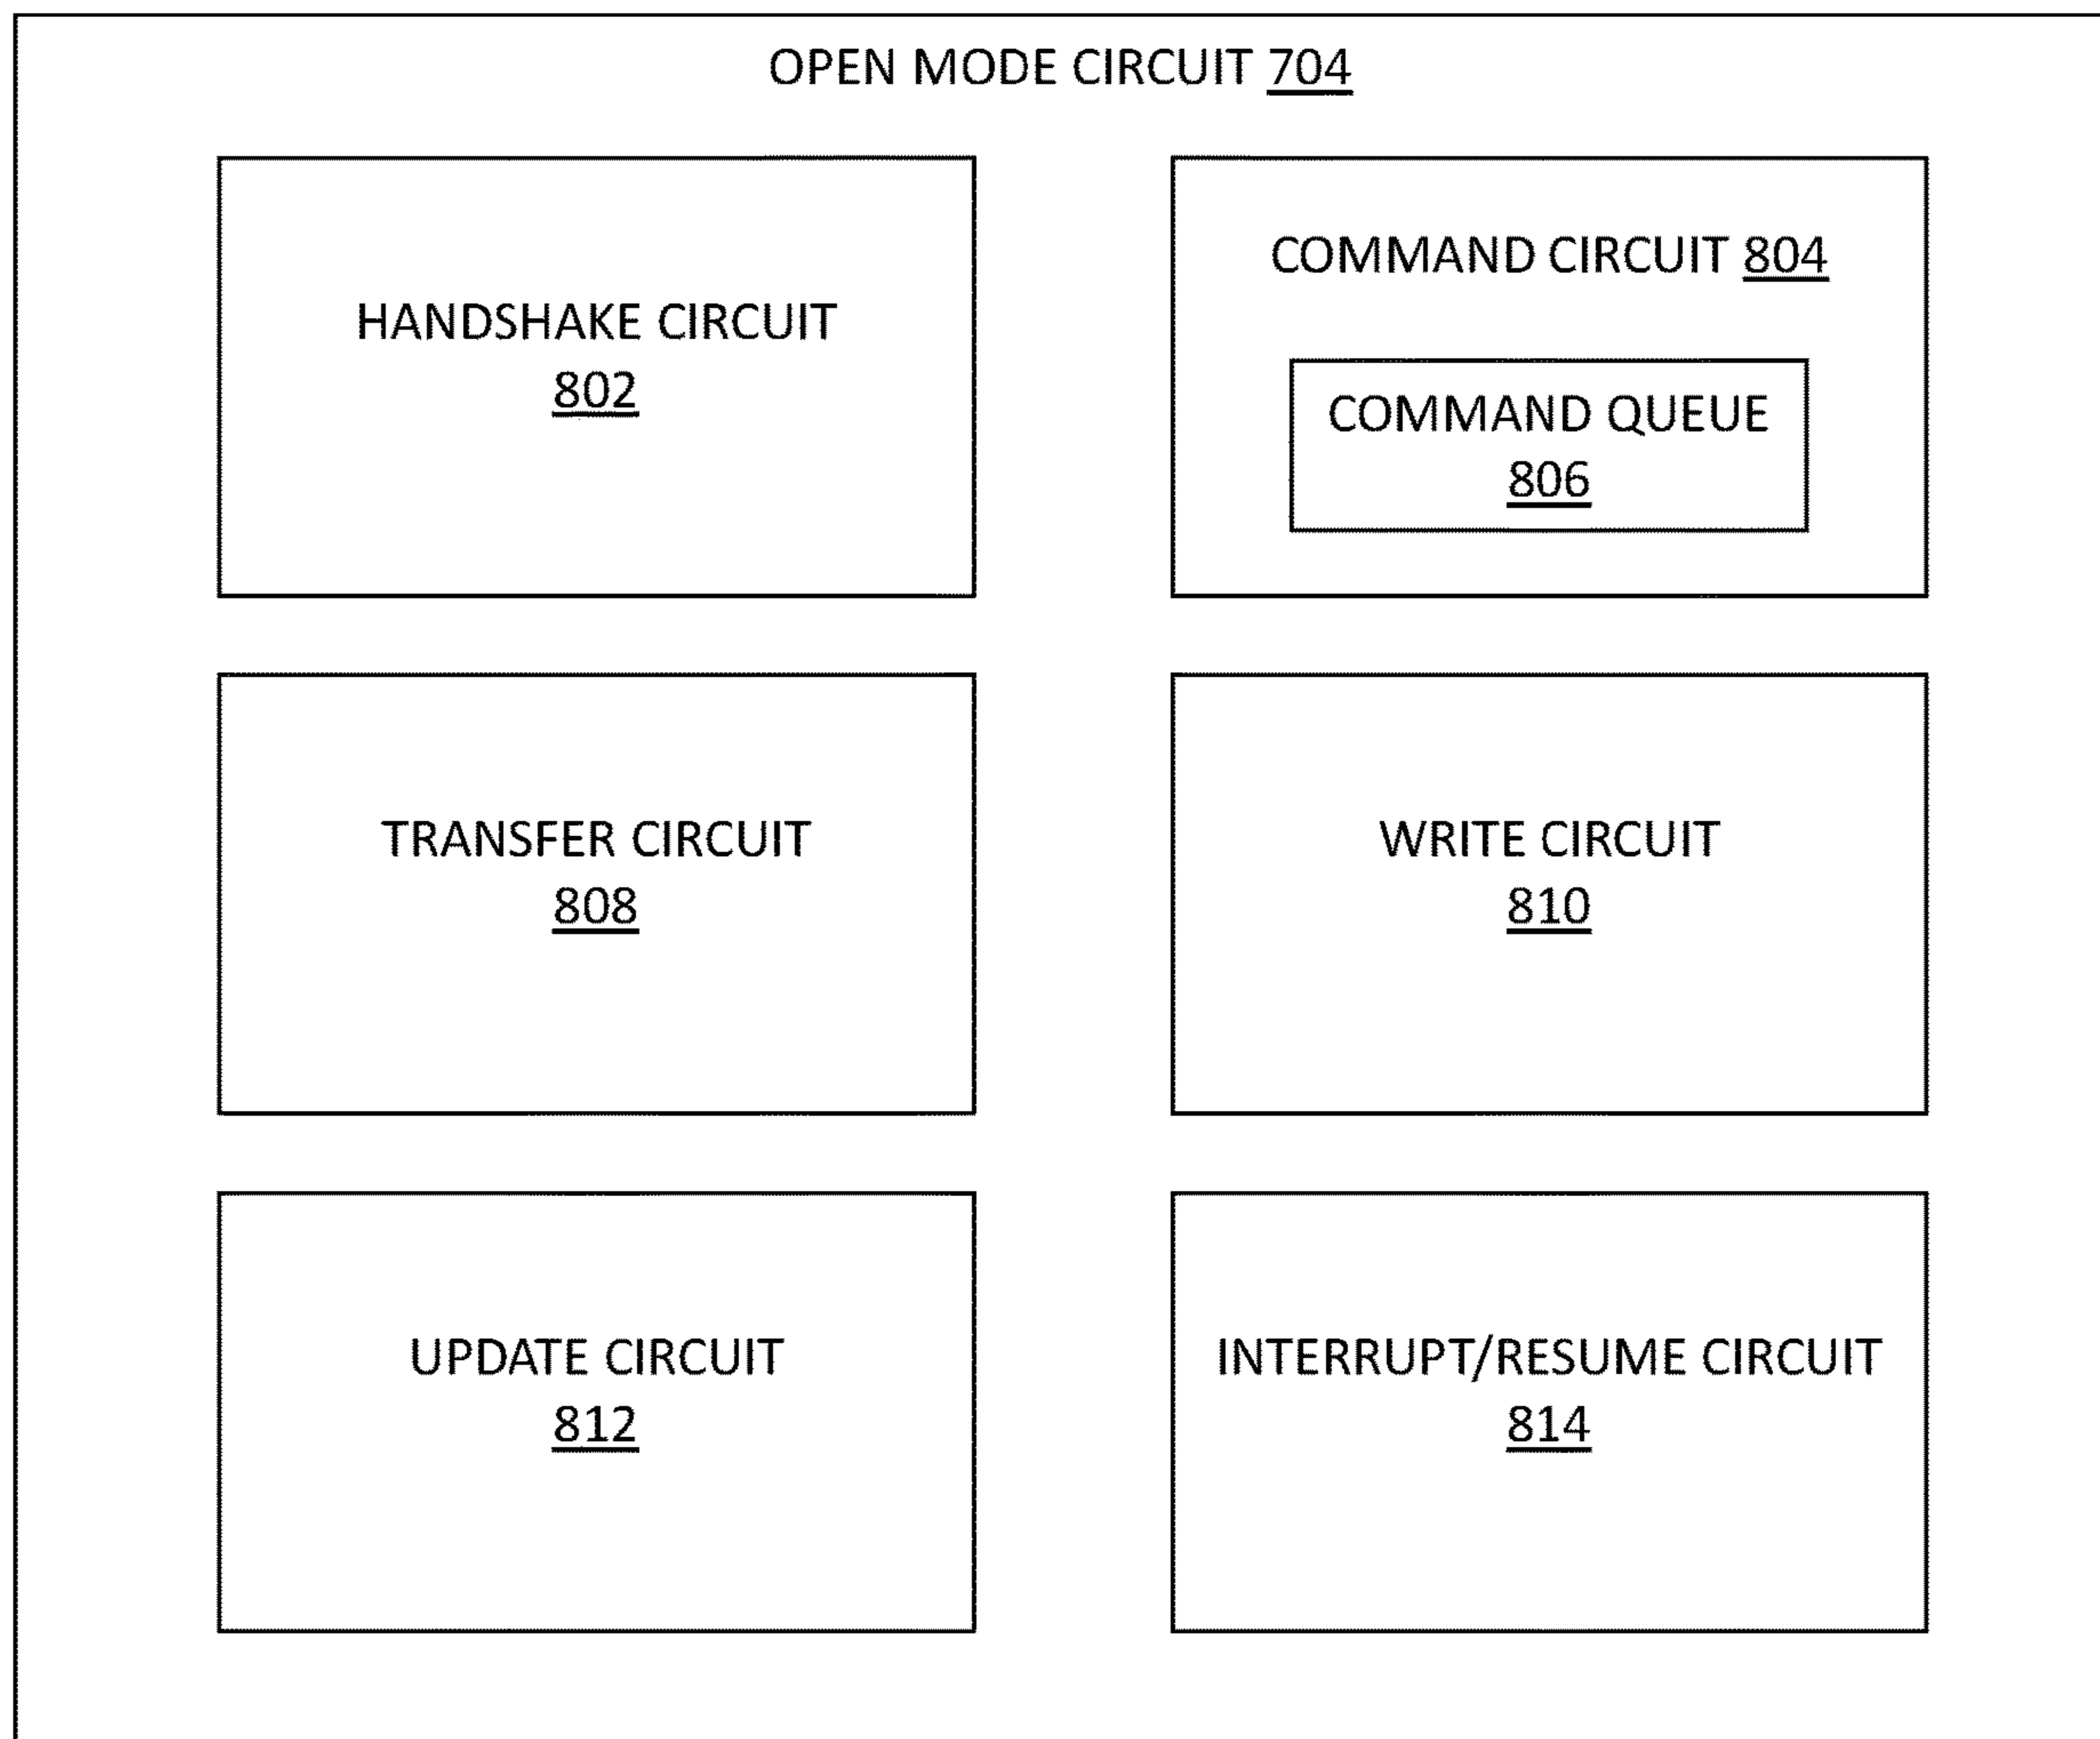 OPEN MODE CIRCUIT 704
HANDSHAKE CIRCUIT
802
COMMAND CIRCUIT 804
COMMAND QUEUE
806
TRANSFER CIRCUIT
808
WRITE CIRCUIT
810
UPDATE CIRCUIT
812
INTERRUPT/RESUME CIRCUIT
814